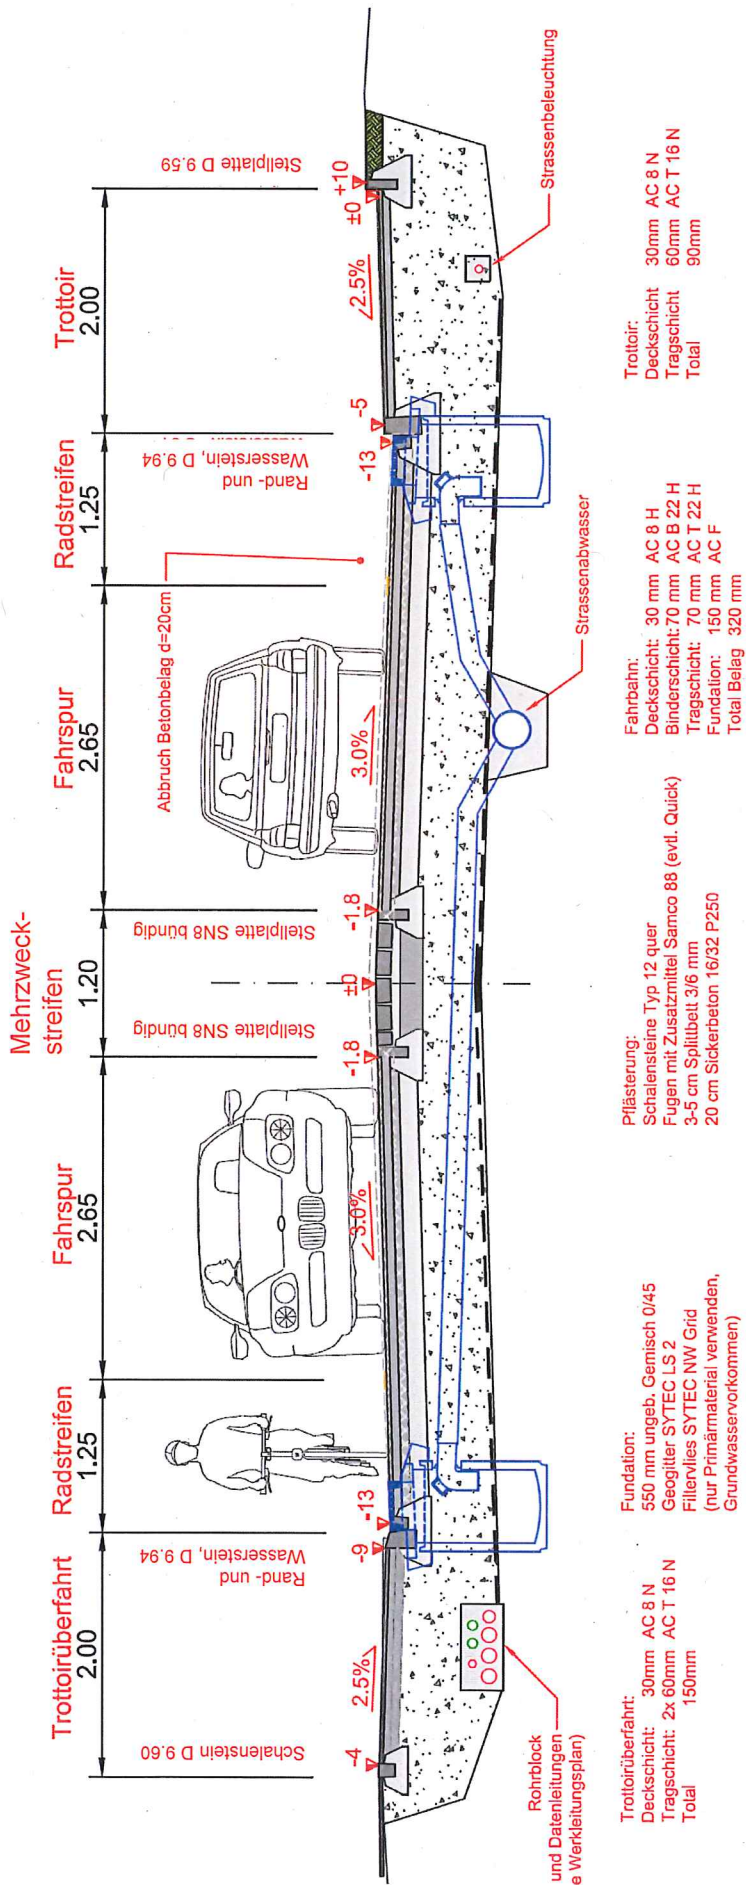 Trottoirüberfahrt
2.00
Radstreifen
1.25
Fahrspur
2.65
Mehrzweck-
streifen
1.20
Fahrspur
2.65
Radstreifen
1.25
Trottoir
2.00
Schalenstein D 9.60
Rand- und
Wasserstein, D 9.94
Stellplatte SN8 bündig
Stellplatte SN8 bündig
Abbruch Betonbelag d=20cm
Rand- und
Wasserstein, D 9.94
Stellplatte D 9.59
-4
2.5%
-9
-13
3.0%
-1.8
±0
-1.8
3.0%
-13
-5
2.5%
±0
+10
Rohrblock
und Datenleitungen
e Werkleitungsplan)
Strassenabwasser
Strassenbeleuchtung
Trottoirüberfahrt:
Deckschicht: 30mm AC 8 N
Tragschicht: 2x 60mm AC T 16 N
Total 150mm
Fundation:
550 mm ungeb. Gemisch 0/45
Geogitter SYTEC LS 2
Filtervlies SYTEC NW Grid
(nur Primärmaterial verwenden,
Grundwasservorkommen)
Pflästerung:
Schalensteine Typ 12 quer
Fugen mit Zusatzmittel Samco 88 (evtl. Quick)
3-5 cm Splittbett 3/6 mm
20 cm Sickerbeton 16/32 P250
Fahrbahn:
Deckschicht: 30 mm AC 8 H
Binderschicht: 70 mm AC B 22 H
Tragschicht: 70 mm AC T 22 H
Fundation: 150 mm AC F
Total Belag 320 mm
Trottoir:
Deckschicht 30mm AC 8 N
Tragschicht 60mm AC T 16 N
Total 90mm